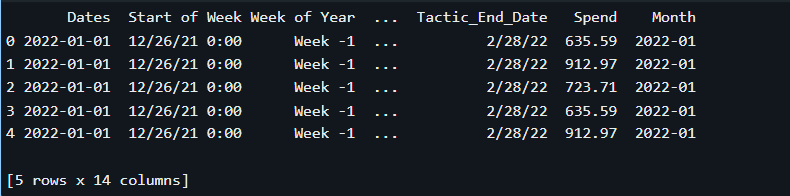 Dates Start of Week Week of Year ... Tactic_End_Date Spend Month
0 2022-01-01 12/26/21 0:00 Week -1 ... 2/28/22 635.59 2022-01
1 2022-01-01 12/26/21 0:00 Week -1 ... 2/28/22 912.97 2022-01
2 2022-01-01 12/26/21 0:00 Week -1 ... 2/28/22 723.71 2022-01
3 2022-01-01 12/26/21 0:00 Week -1 ... 2/28/22 635.59 2022-01
4 2022-01-01 12/26/21 0:00 Week -1 ... 2/28/22 912.97 2022-01
[5 rows x 14 columns]